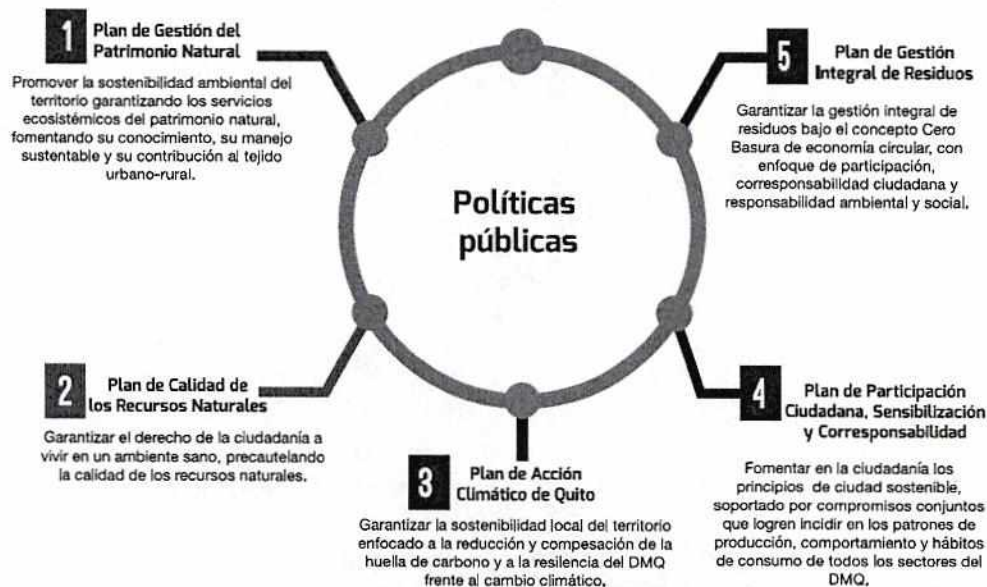 1
Plan de Gestión del
Patrimonio Natural
Promover la sostenibilidad ambiental del
territorio garantizando los servicios
ecosistémicos del patrimonio natural,
fomentando su conocimiento, su manejo
sustentable y su contribución al tejido
urbano-rural.
Políticas
públicas
2
Plan de Calidad de
los Recursos Naturales
Garantizar el derecho de la ciudadanía a
vivir en un ambiente sano, precautelando
la calidad de los recursos naturales.
3
Plan de Acción
Climático de Quito
Garantizar la sostenibilidad local del territorio
enfocado a la reducción y compesación de la
huella de carbono y a la resilencia del DMQ
frente al cambio climático.
4
Plan de Participación
Ciudadana, Sensibilización
y Corresponsabilidad
Fomentar en la ciudadanía los
principios de ciudad sostenible,
soportado por compromisos conjuntos
que logren incidir en los patrones de
producción, comportamiento y hábitos
de consumo de todos los sectores del
DMQ.
5
Plan de Gestión
Integral de Residuos
Garantizar la gestión integral de
residuos bajo el concepto Cero
Basura de economía circular, con
enfoque de participación,
corresponsabilidad ciudadana y
responsabilidad ambiental y social.